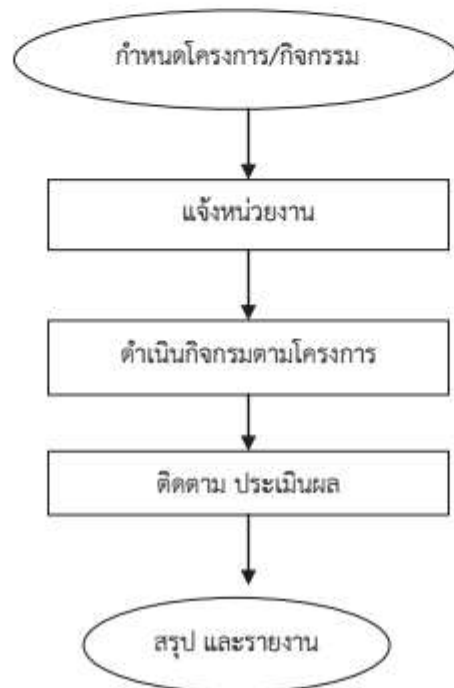 กำหนดโครงการ/กิจกรรม
แจ้งหน่วยงาน
ดำเนินกิจกรมตามโครงการ
ติดตาม ประเมินผล
สรุป และรายงาน